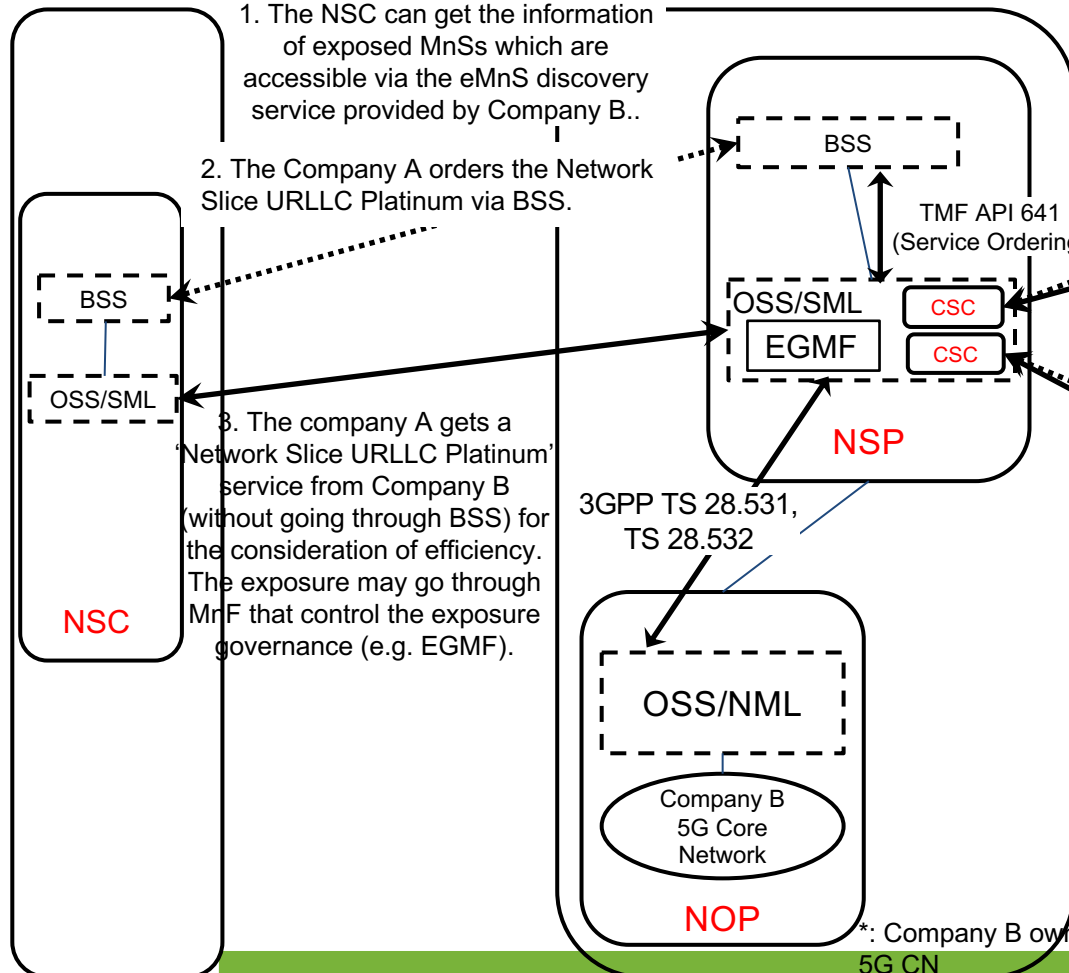 1. The NSC can get the information
of exposed MnSs which are
accessible via the eMnS discovery
service provided by Company B..
2. The Company A orders the Network
Slice URLLC Platinum via BSS.
BSS
TMF API 641
(Service Ordering
BSS
OSS/SML
CSC
EGMF
CSC
OSS/SML
NSP
3. The company A gets a
'Network Slice URLLC Platinum'
service from Company B
(without going through BSS) for
the consideration of efficiency.
The exposure may go through
MnF that control the exposure
governance (e.g. EGMF).
3GPP TS 28.531,
TS 28.532
NSC
OSS/NML
Company B
5G Core
Network
NOP
*: Company B own
5G CN